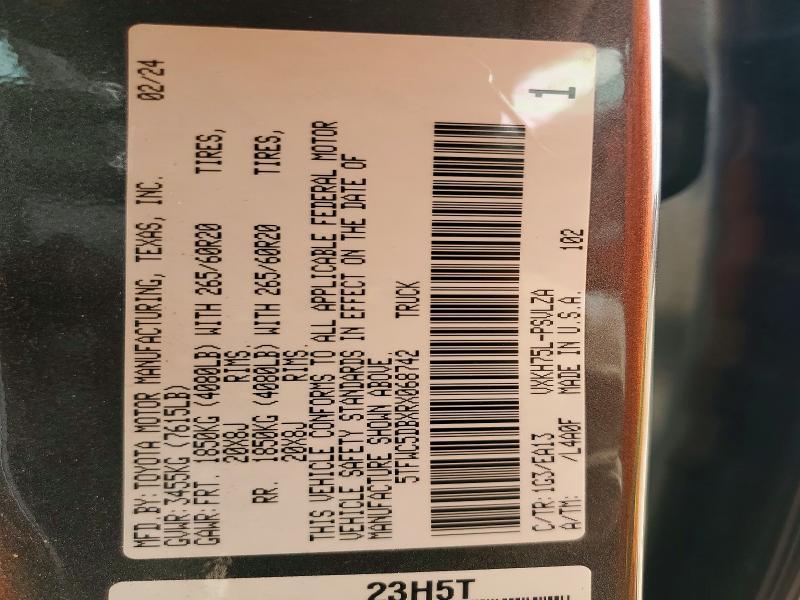 MFD. BY: TOYOTA MOTOR MANUFACTURING, TEXAS, INC. 02/24
GVWR: 3455KG (7615LB)
GAWR: FRT. 1850KG (4080LB) WITH 265/60R20 TIRES,
20X8J RIMS.
RR. 1850KG (4080LB) WITH 265/60R20 TIRES,
20X8J RIMS.
THIS VEHICLE CONFORMS TO ALL APPLICABLE FEDERAL MOTOR
VEHICLE SAFETY STANDARDS IN EFFECT ON THE DATE OF
MANUFACTURE SHOWN ABOVE.
5TFWC5DBXRX068742 TRUCK
C/TR: 1G3/EA13 VXKH75L-PSVLZA
A/TM: /L4A0F MADE IN U.S.A. 102
1
23H5T